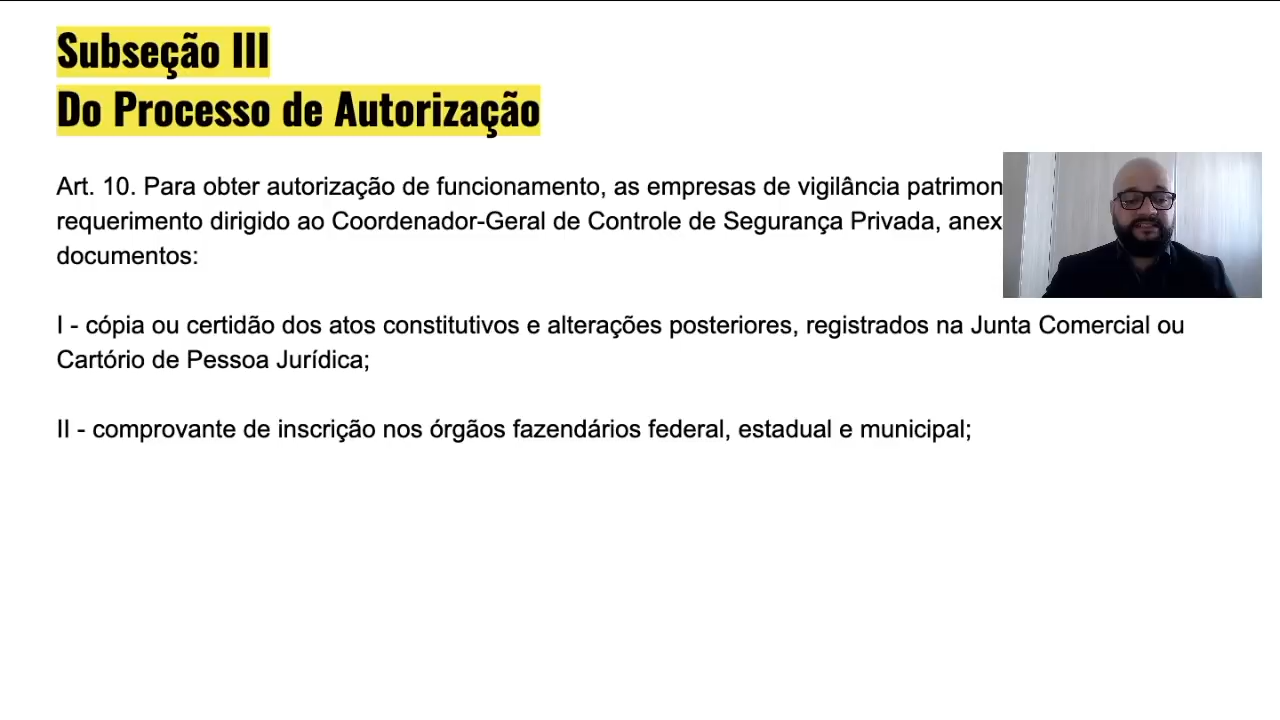 Subseção III
Do Processo de Autorização
Art. 10. Para obter autorização de funcionamento, as empresas de vigilância
requerimento dirigido ao Coordenador-Geral de Controle de Segurança Privada,
documentos:
I - cópia ou certidão dos atos constitutivos e alterações posteriores, registrados na Junta Comercial ou
Cartório de Pessoa Jurídica;
II - comprovante de inscrição nos órgãos fazendários federal, estadual e municipal;